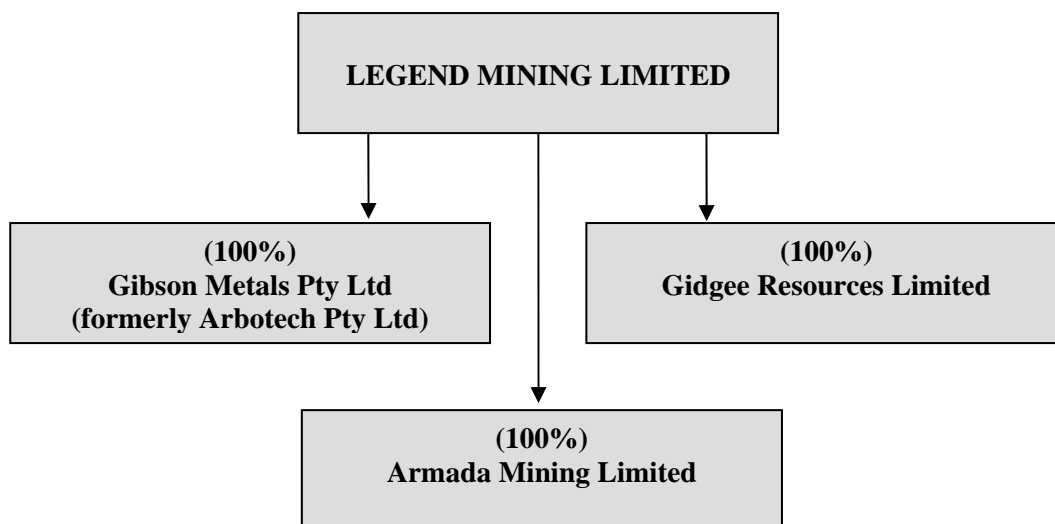 LEGEND MINING LIMITED
(100%)
Gibson Metals Pty Ltd
(formerly Arbotech Pty Ltd)
(100%)
Gidgee Resources Limited
(100%)
Armada Mining Limited